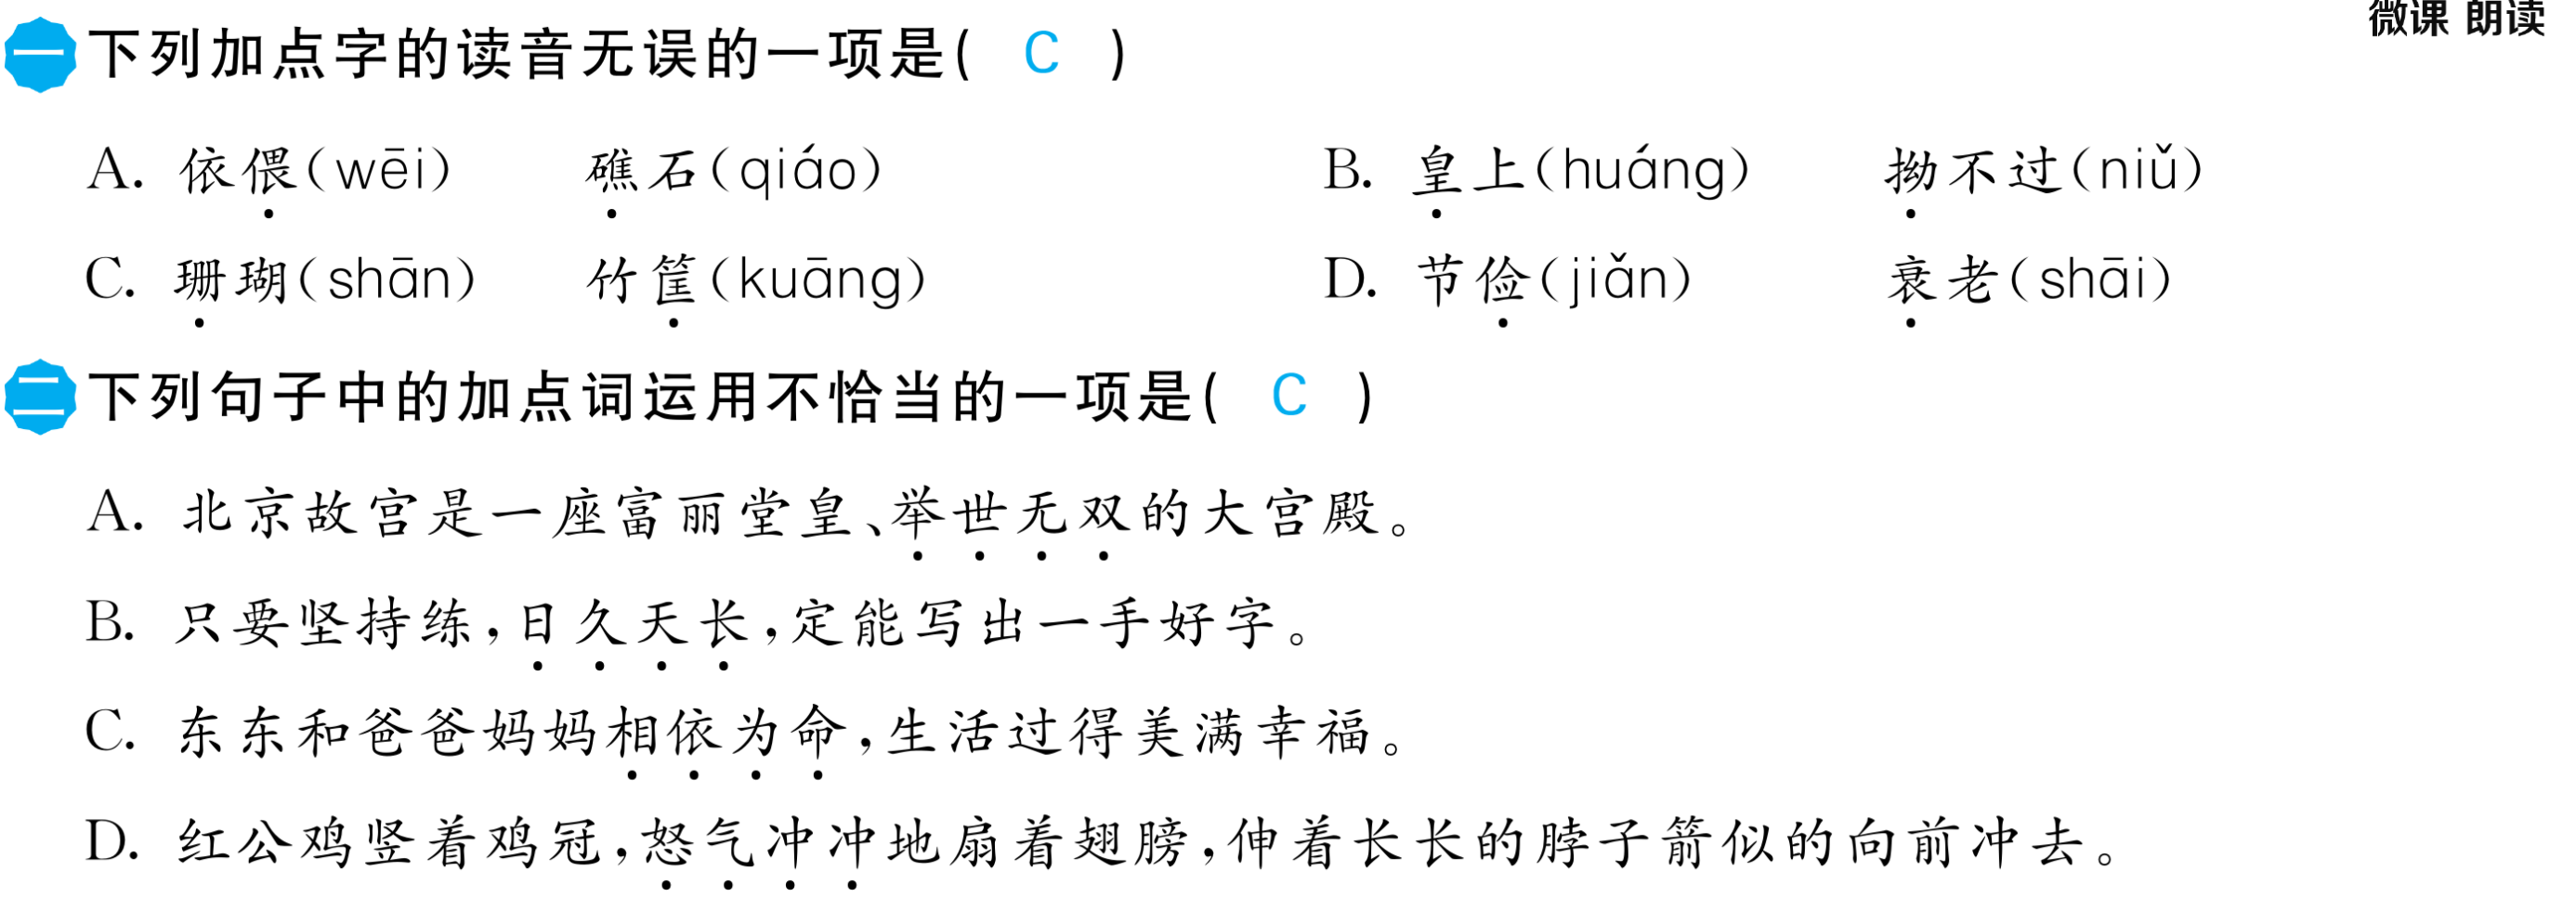 微课 朗读
一 下列加点字的读音无误的一项是( C )
A. 依偎(wēi) 礁石(qiáo) B. 皇上(huáng) 拗不过(niǔ)
C. 珊瑚(shān) 竹筐(kuāng) D. 节俭(jiǎn) 衰老(shāi)
二 下列句子中的加点词运用不恰当的一项是( C )
A. 北京故宫是一座富丽堂皇、举世无双的大宫殿。
B. 只要坚持练,日久天长,定能写出一手好字。
C. 东东和爸爸妈妈相依为命,生活过得美满幸福。
D. 红公鸡竖着鸡冠,怒气冲冲地扇着翅膀,伸着长长的脖子箭似的向前冲去。